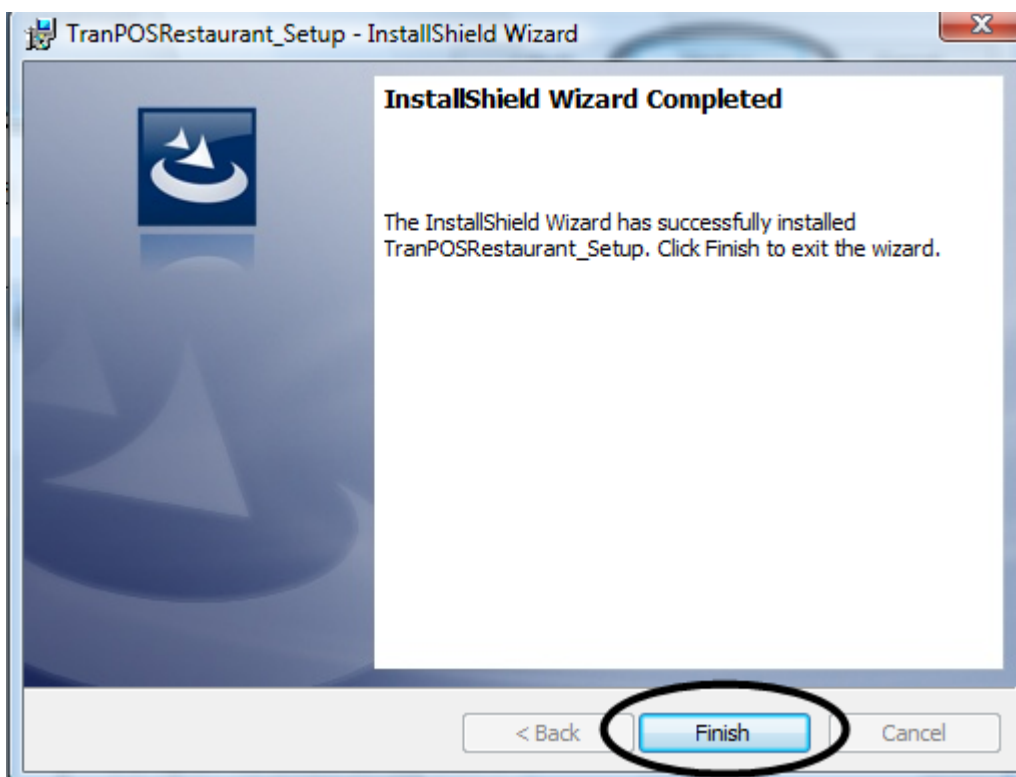 TranPOSRestaurant_Setup - InstallShield Wizard
InstallShield Wizard Completed
The InstallShield Wizard has successfully installed
TranPOSRestaurant_Setup. Click Finish to exit the wizard.
< Back
Finish
Cancel